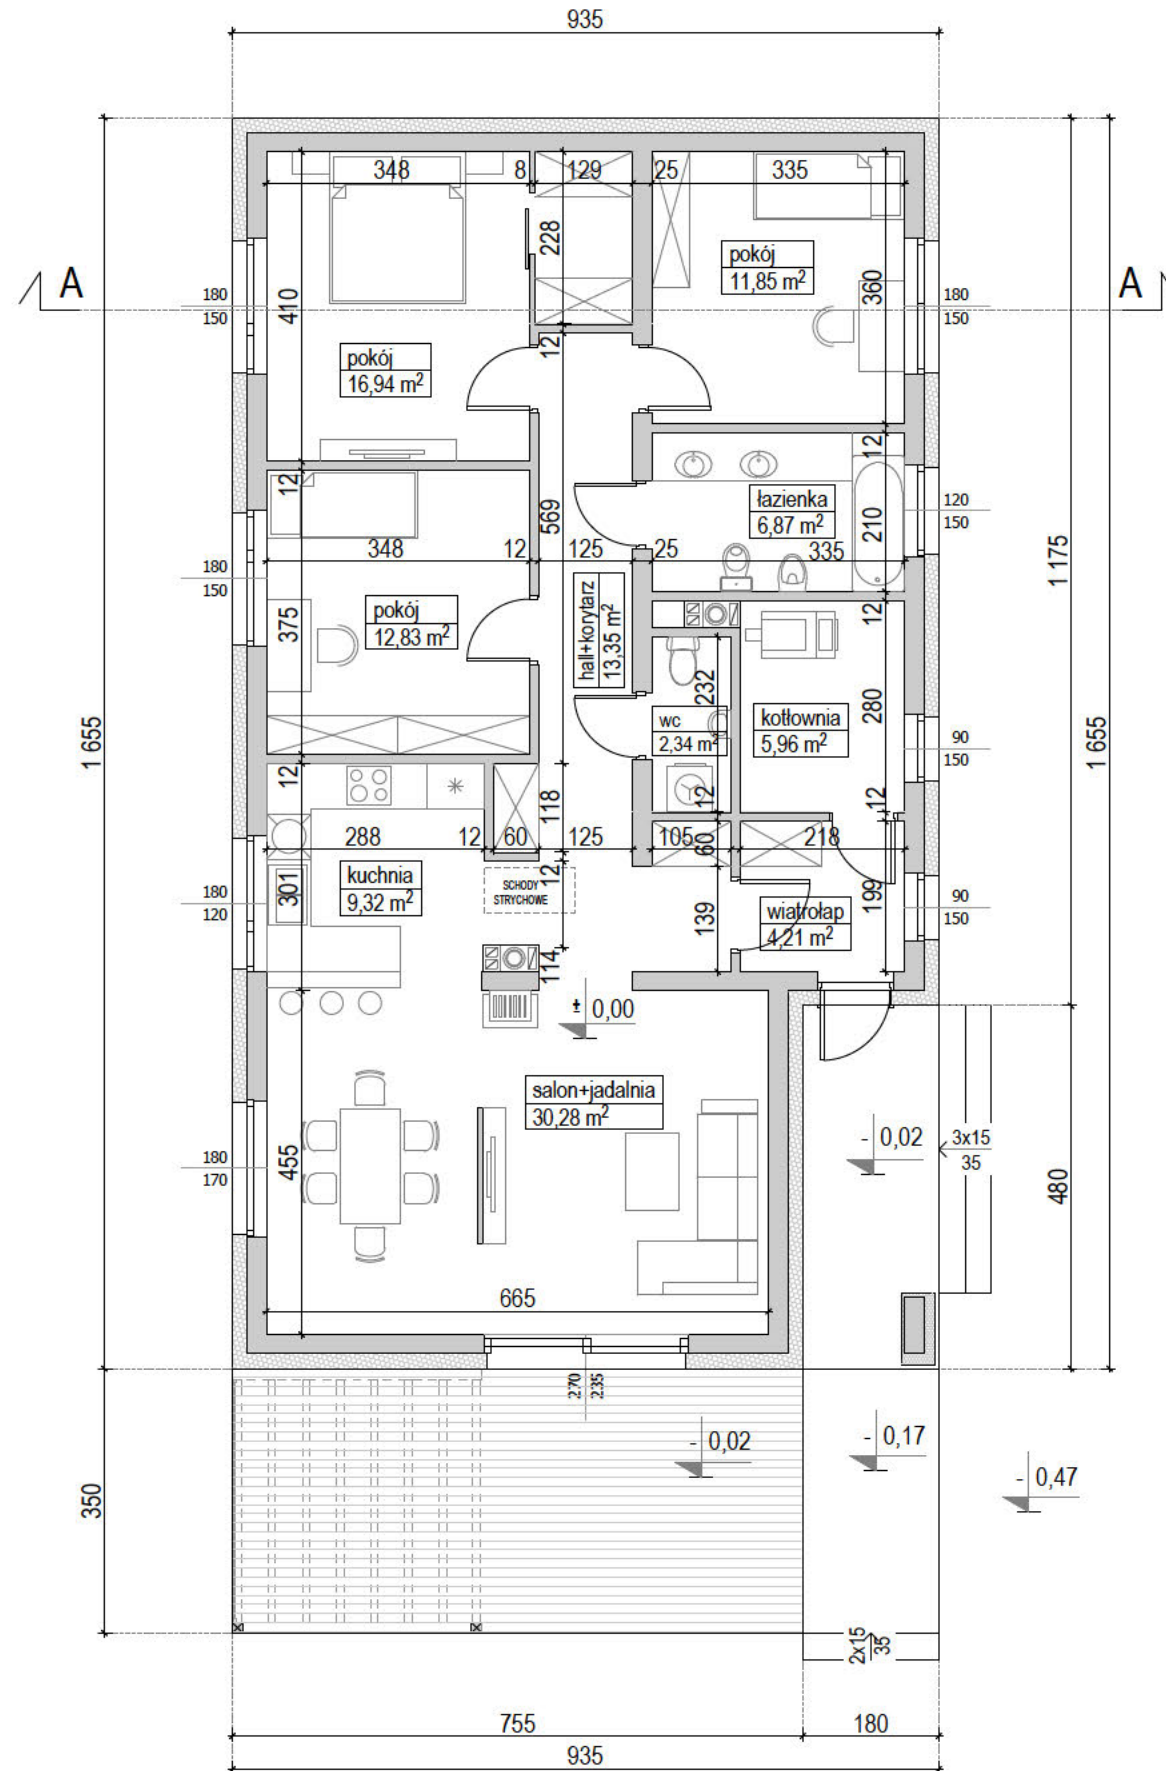 935
348
8
129
25
335
228
410
pokój
11,85 m²
360
A
A
180
150
180
150
12
pokój
16,94 m²
12
12
120
150
569
łazienka
6,87 m²
210
348
12
125
25
335
1 175
180
150
375
pokój
12,83 m²
hall+korytarz
13,35 m²
12
232
280
wc
2,34 m²
kotłownia
5,96 m²
90
150
1 655
1 655
12
118
12
12
288
12
60
125
105
60
218
301
kuchnia
9,32 m²
12
SCHODY
STRYCHOWE
180
120
199
90
150
139
wiatrołap
4,21 m²
114
± 0,00
salon+jadalnia
30,28 m²
- 0,02
3x15
35
180
170
455
480
665
270
235
- 0,02
- 0,17
- 0,47
350
2x15
35
755
180
935